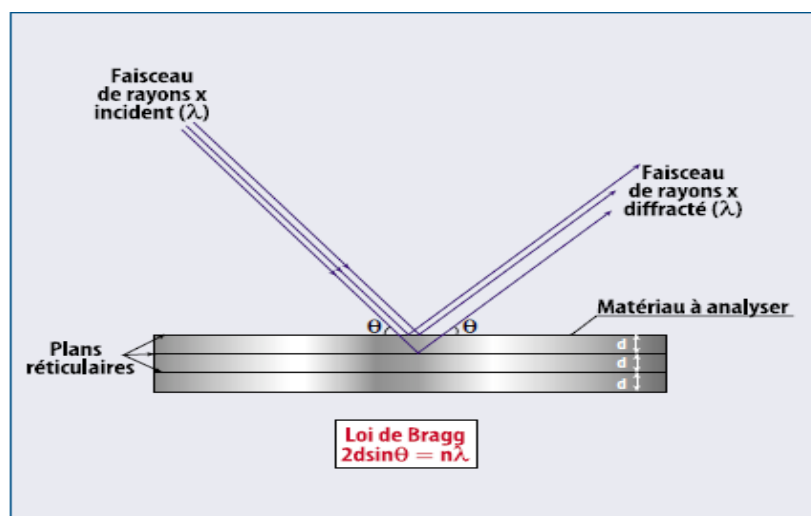 Faisceau
de rayons x
incident (λ)
Faisceau
de rayons x
diffracté (λ)
Θ
Θ
Matériau à analyser
Plans
réticulaires
d
d
d
Loi de Bragg
2dsinΘ = nλ